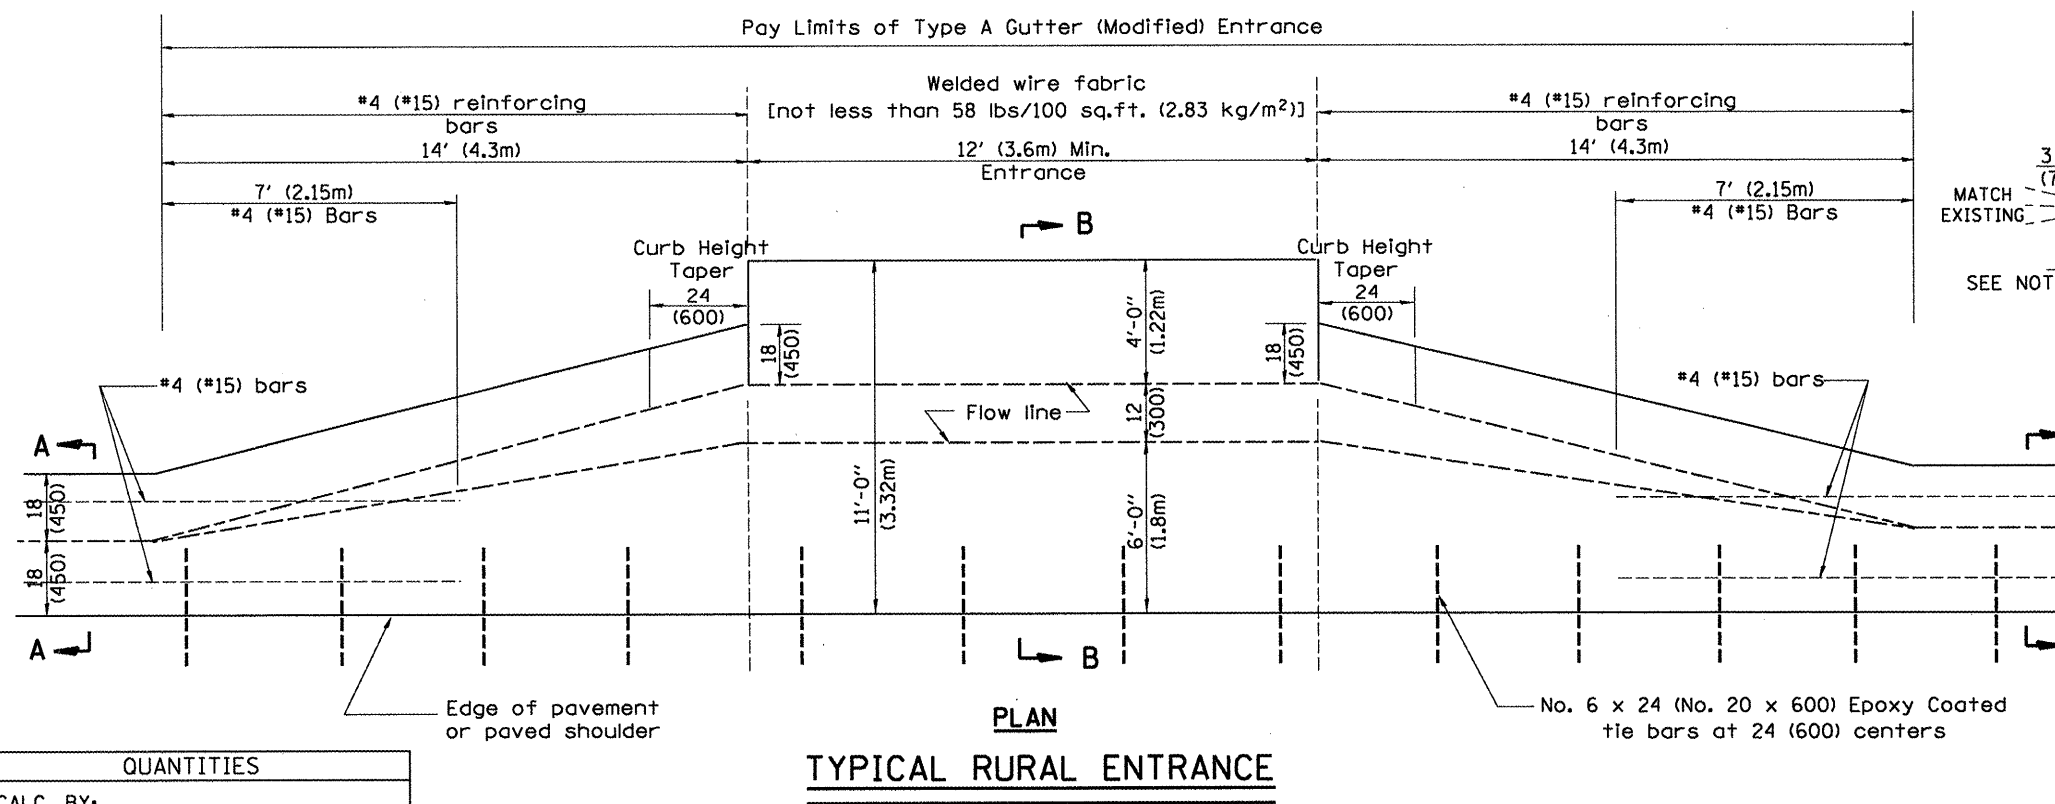 Pay Limits of Type A Gutter (Modified) Entrance
#4 (#15) reinforcing
bars
14' (4.3m)
Welded wire fabric
[not less than 58 lbs/100 sq.ft. (2.83 kg/m²)]
12' (3.6m) Min.
Entrance
#4 (#15) reinforcing
bars
14' (4.3m)
7' (2.15m)
#4 (#15) Bars
7' (2.15m)
#4 (#15) Bars
MATCH
EXISTING
SEE NOT
B
Curb Height
Taper
24
(600)
Curb Height
Taper
24
(600)
18
(450)
4'-0"
(1.22m)
18
(450)
#4 (#15) bars
#4 (#15) bars
Flow line
12
(300)
A
18
(450)
11'-0"
(3.32m)
6'-0"
(1.8m)
18
(450)
A
B
Edge of pavement
or paved shoulder
PLAN
No. 6 x 24 (No. 20 x 600) Epoxy Coated
tie bars at 24 (600) centers
TYPICAL RURAL ENTRANCE
QUANTITIES
CALC. BY: